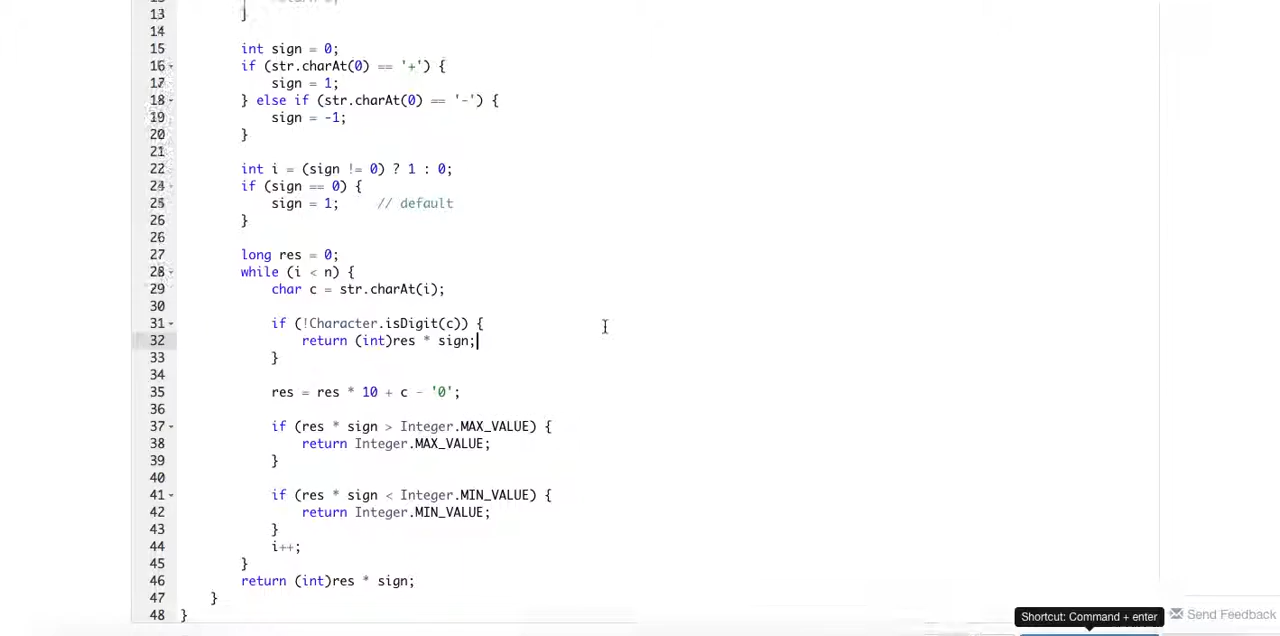 13 }
14
15 int sign = 0;
16 if (str.charAt(0) == '+') {
17 sign = 1;
18 } else if (str.charAt(0) == '-') {
19 sign = -1;
20 }
21
22 int i = (sign != 0) ? 1 : 0;
24 if (sign == 0) {
25 sign = 1; // default
26 }
26
27 long res = 0;
28 while (i < n) {
29 char c = str.charAt(i);
30
31 if (!Character.isDigit(c)) {
32 return (int)res * sign;
33 }
34
35 res = res * 10 + c - '0';
36
37 if (res * sign > Integer.MAX_VALUE) {
38 return Integer.MAX_VALUE;
39 }
40
41 if (res * sign < Integer.MIN_VALUE) {
42 return Integer.MIN_VALUE;
43 }
44 i++;
45 }
46 return (int)res * sign;
47 }
48 }
Shortcut: Command + enter
Send Feedback